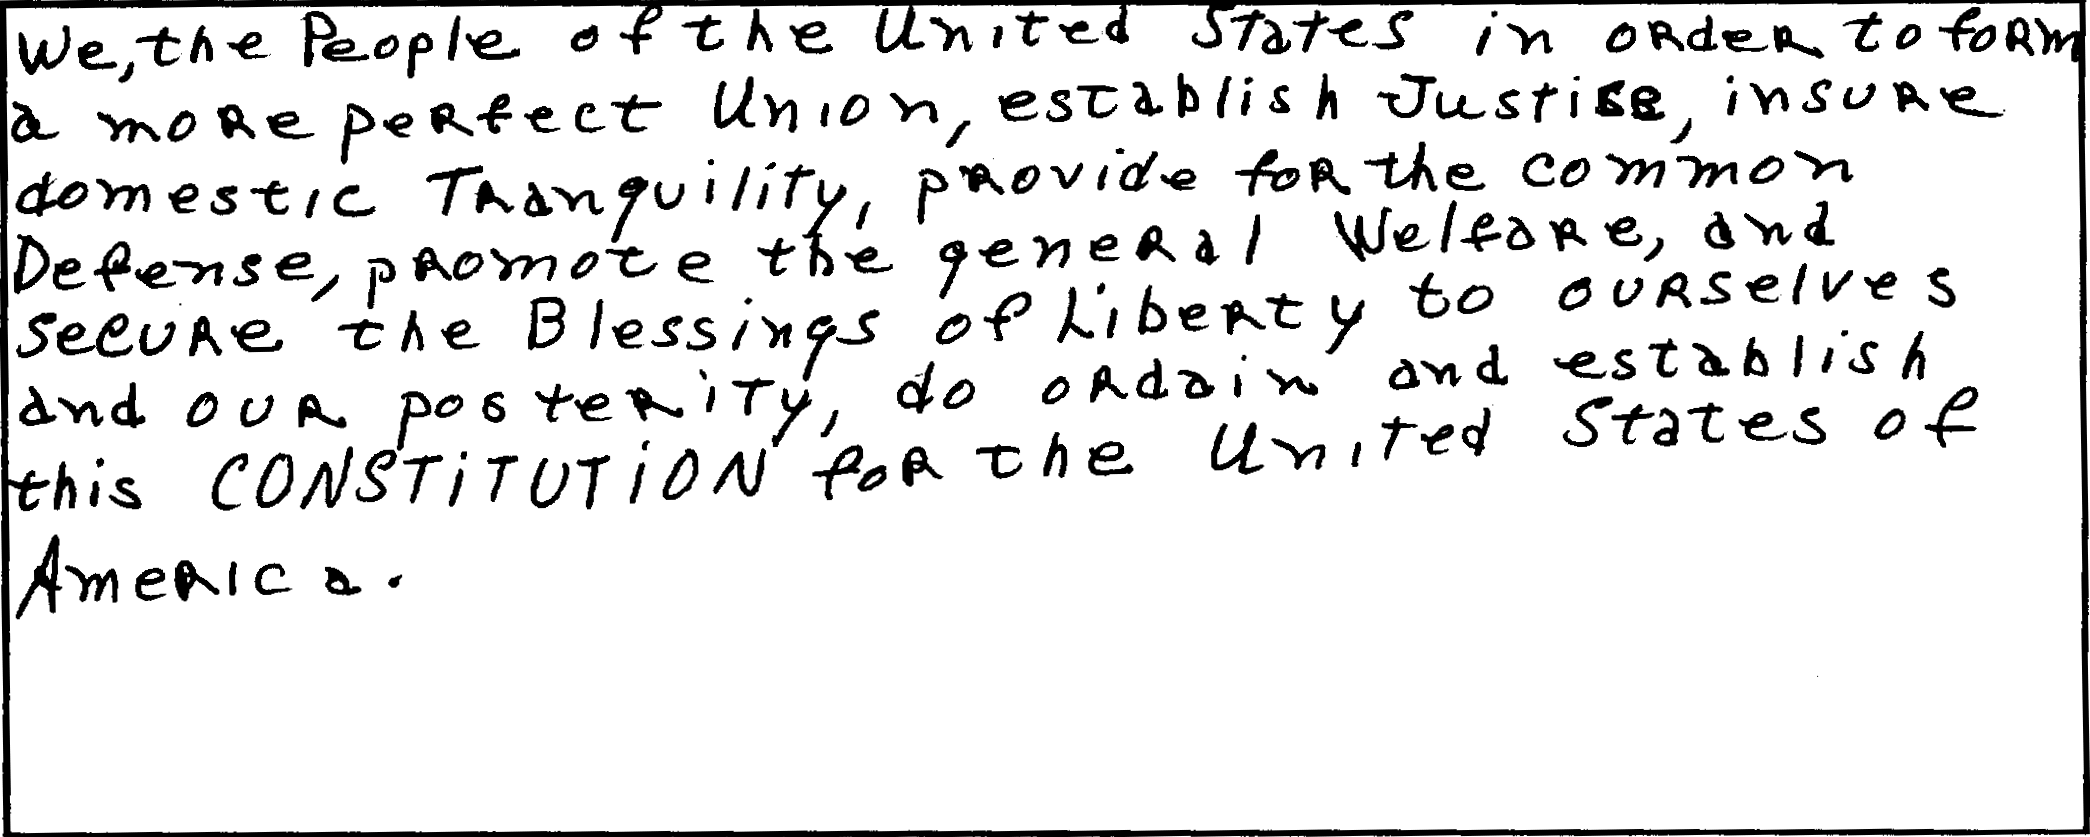 We, the People of the United States in order to form
a more perfect Union, establish Justice, insure
domestic Tranquility, provide for the common
Defense, promote the general Welfare, and
secure the Blessings of Liberty to ourselves
and our posterity, do ordain and establish
this CONSTITUTION for the United States of
America.